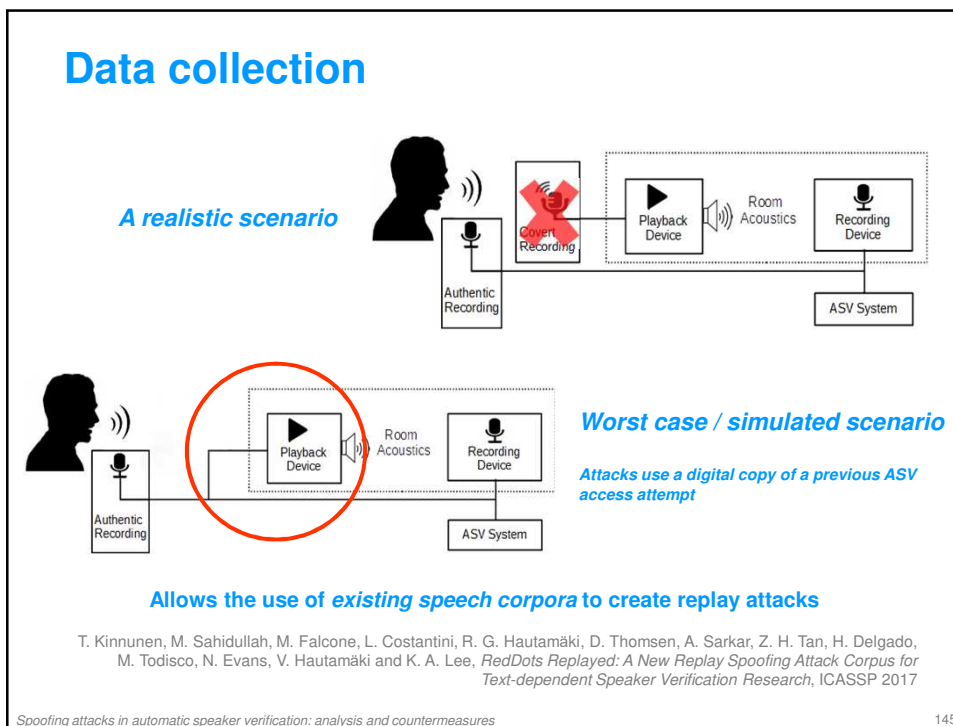 Data collection
A realistic scenario
Covert
Recording
Playback
Device
Room
Acoustics
Recording
Device
Authentic
Recording
ASV System
Worst case / simulated scenario
Attacks use a digital copy of a previous ASV
access attempt
Playback
Device
Room
Acoustics
Recording
Device
Authentic
Recording
ASV System
Allows the use of existing speech corpora to create replay attacks
T. Kinnunen, M. Sahidullah, M. Falcone, L. Costantini, R. G. Hautamäki, D. Thomsen, A. Sarkar, Z. H. Tan, H. Delgado,
M. Todisco, N. Evans, V. Hautamäki and K. A. Lee, RedDots Replayed: A New Replay Spoofing Attack Corpus for
Text-dependent Speaker Verification Research, ICASSP 2017
Spoofing attacks in automatic speaker verification: analysis and countermeasures
145